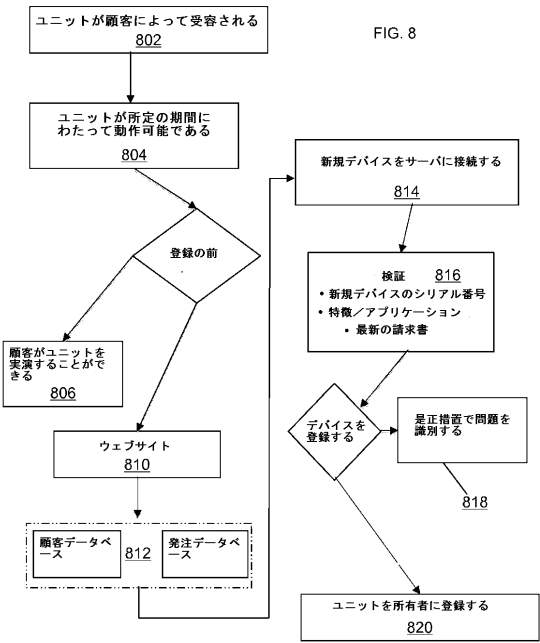 ユニットが顧客によって受容される
802
FIG. 8
ユニットが所定の期間に
わたって動作可能である
804
登録の前
顧客がユニットを
実演することがで
きる
806
ウェブサイト
810
顧客データベ
ース
812
発注データベ
ース
新規デバイスをサーバに接続する
814
検証 816
• 新規デバイスのシリアル番号
• 特徴／アプリケーション
• 最新の請求書
デバイスを
登録する
是正措置で問題を
識別する
818
ユニットを所有者に登録する
820